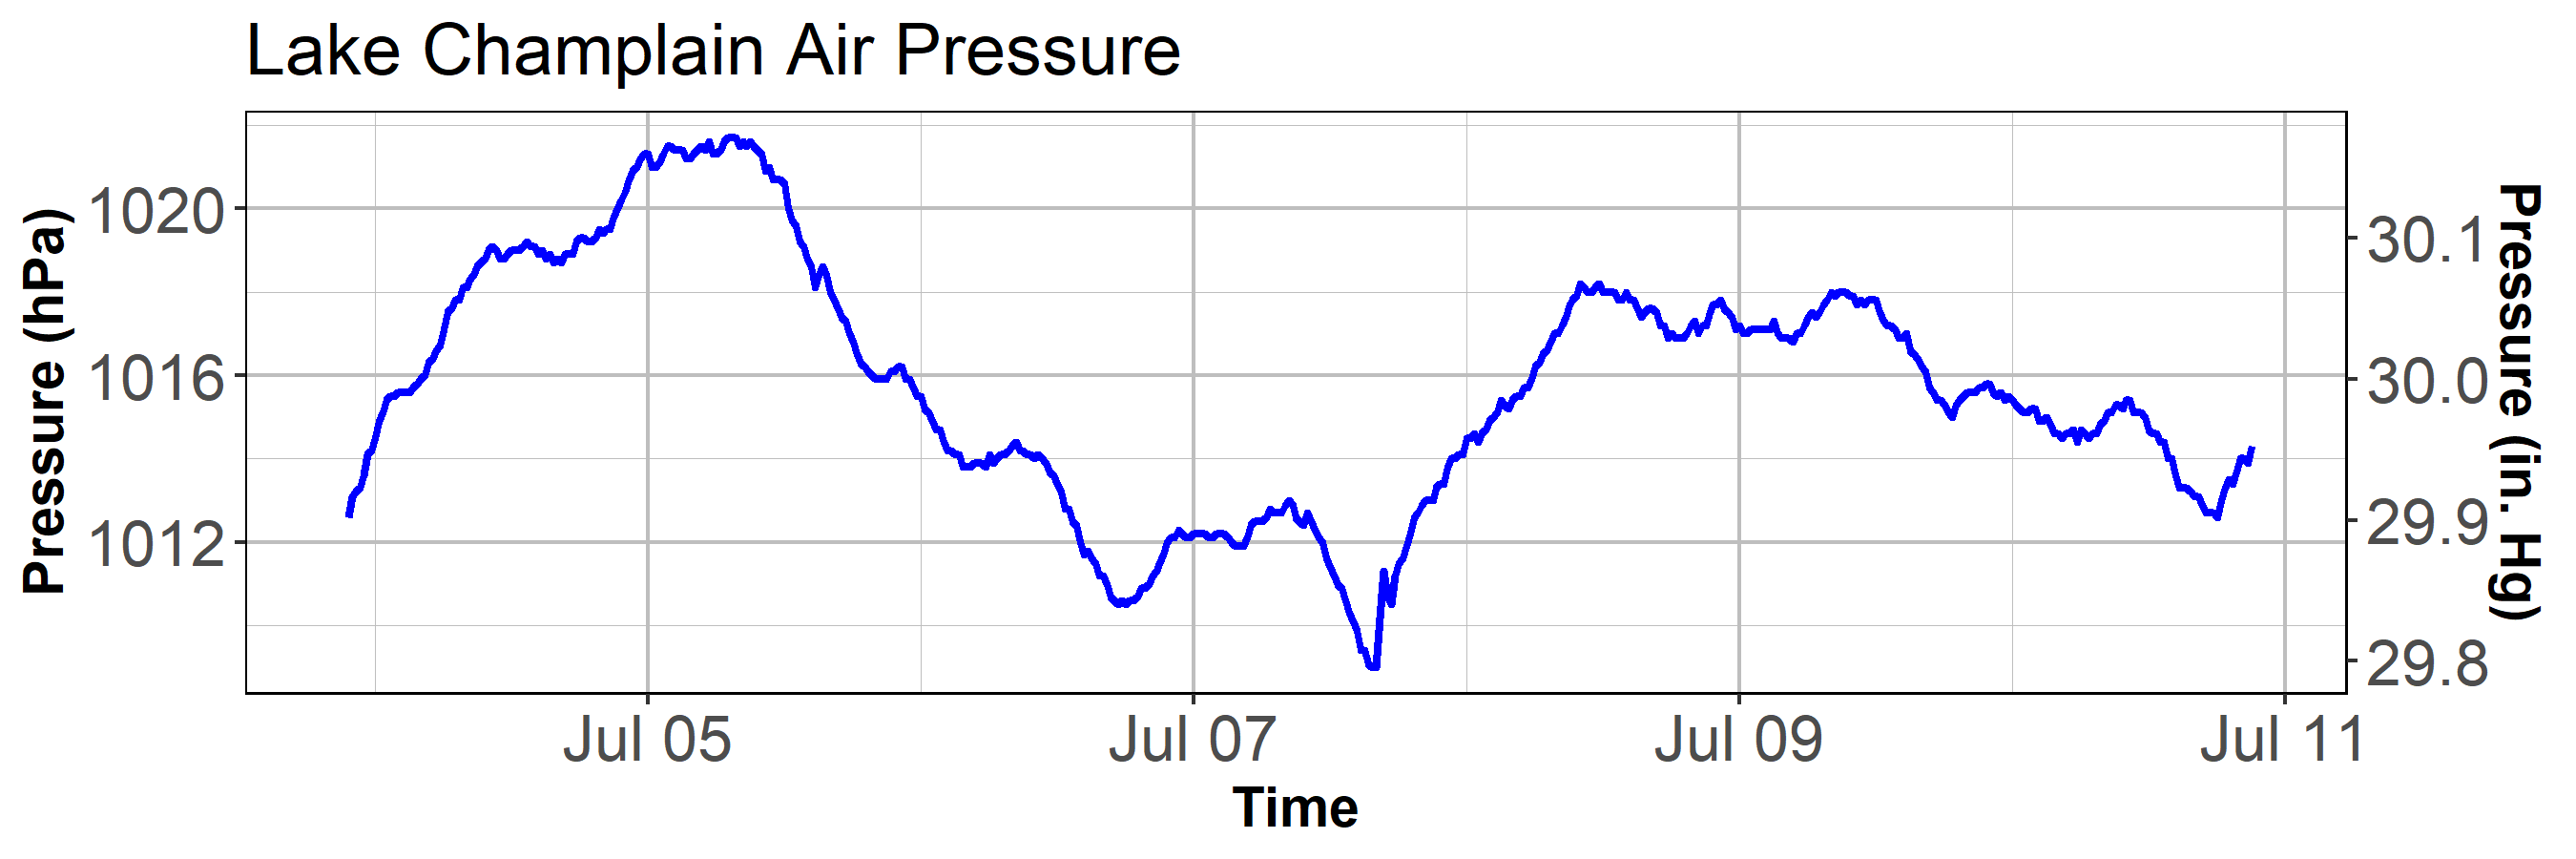 Lake Champlain Air Pressure
Pressure (hPa)
1020
1016
1012
30.1
30.0
29.9
29.8
Pressure (in. Hg)
Jul 05 Jul 07 Jul 09 Jul 11
Time